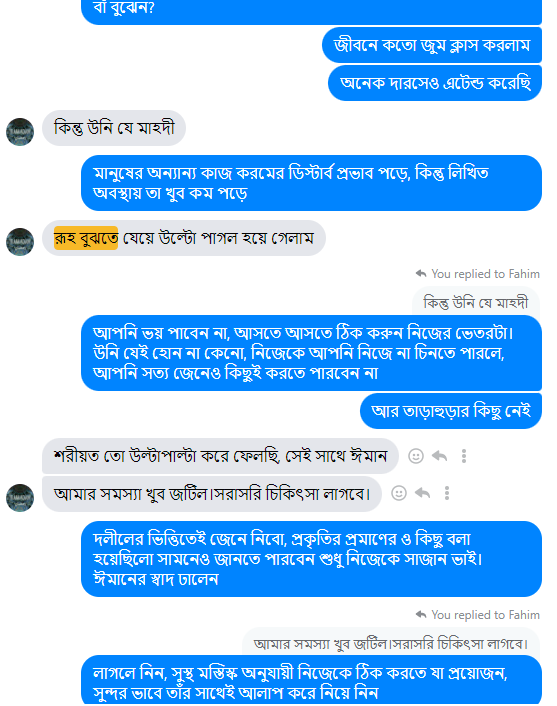 বা বুঝেন?
জীবনে কতো জুম ক্লাস করলাম
অনেক দারসেও এটেন্ড করেছি
কিন্তু উনি যে মাহদী
মানুষের অন্যান্য কাজ করমের ডিস্টার্ব প্রভাব পড়ে, কিন্তু লিখিত
অবস্থায় তা খুব কম পড়ে
রূহ বুঝতে যেয়ে উল্টো পাগল হয়ে গেলাম
You replied to Fahim
কিন্তু উনি যে মাহদী
আপনি ভয় পাবেন না, আসতে আসতে ঠিক করুন নিজের ভেতরটা।
উনি যেই হোন না কেনো, নিজেকে আপনি নিজে না চিনতে পারলে,
আপনি সত্য জেনেও কিছুই করতে পারবেন না
আর তাড়াহুড়ার কিছু নেই
শরীয়ত তো উল্টাপাল্টা করে ফেলছি, সেই সাথে ঈমান
আমার সমস্যা খুব জটিল।সরাসরি চিকিৎসা লাগবে।
দলীলের ভিত্তিতেই জেনে নিবো, প্রকৃতির প্রমাণের ও কিছু বলা
হয়েছিলো সামনেও জানতে পারবেন শুধু নিজেকে সাজান ভাই।
ঈমানের স্বাদ ঢালেন
You replied to Fahim
আমার সমস্যা খুব জটিল।সরাসরি চিকিৎসা লাগবে।
লাগলে নিন, সুস্থ মস্তিস্ক অনুযায়ী নিজেকে ঠিক করতে যা প্রয়োজন,
সুন্দর ভাবে তাঁর সাথেই আলাপ করে নিয়ে নিন